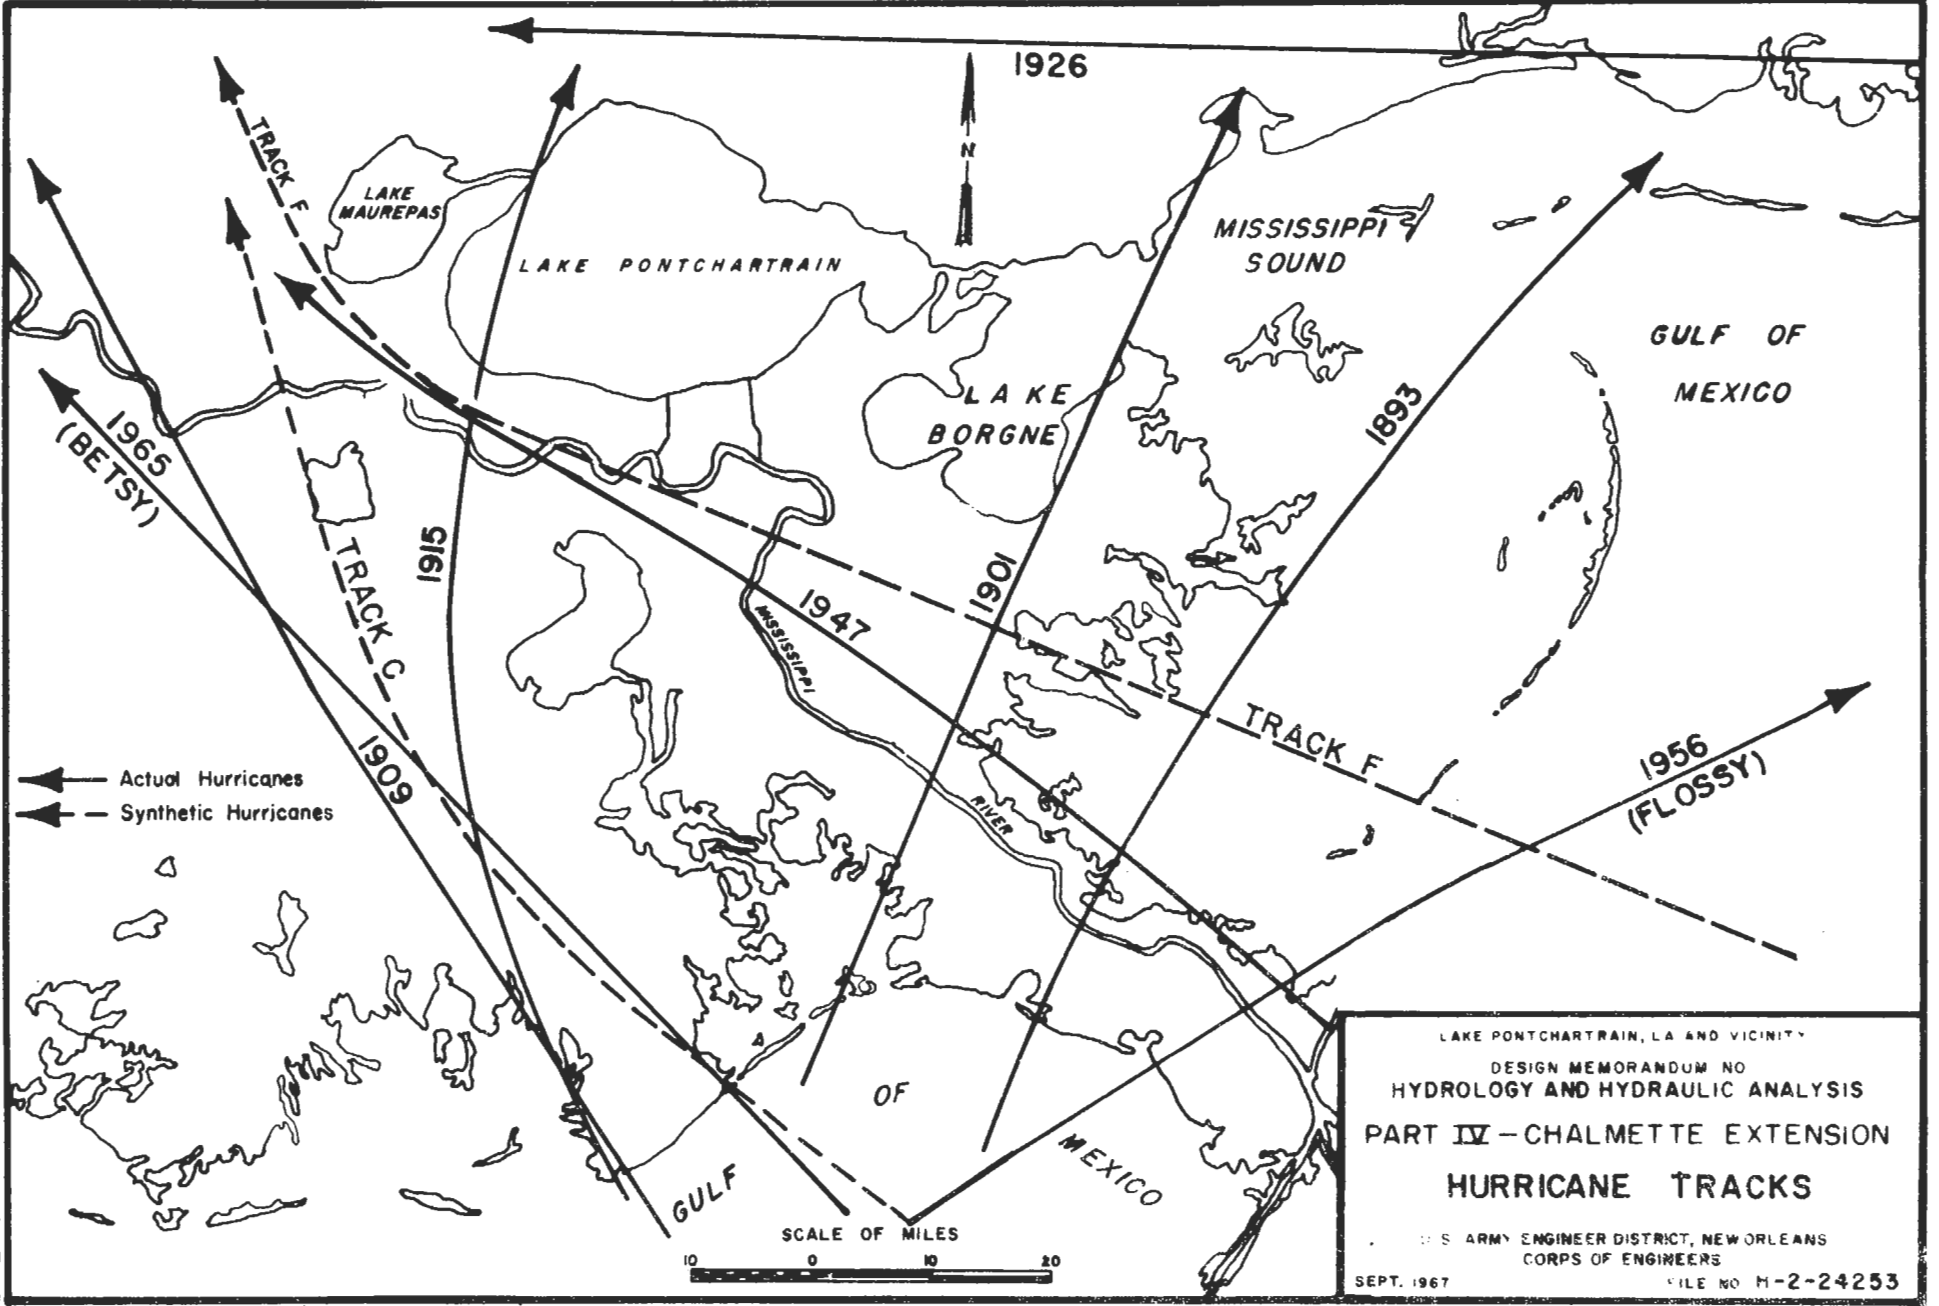 1926
N
TRACK F
LAKE
MAUREPAS
LAKE PONTCHARTRAIN
MISSISSIPPI
SOUND
GULF OF
MEXICO
LAKE
BORGNE
1893
1965
(BETSY)
1915
TRACK C
1901
1947
MISSISSIPPI
RIVER
TRACK F
1956
(FLOSSY)
1909
Actual Hurricanes
Synthetic Hurricanes
GULF
OF
MEXICO
SCALE OF MILES
10 0 10 20
LAKE PONTCHARTRAIN, LA AND VICINITY
DESIGN MEMORANDUM NO
HYDROLOGY AND HYDRAULIC ANALYSIS
PART IV – CHALMETTE EXTENSION
HURRICANE TRACKS
U S ARMY ENGINEER DISTRICT, NEW ORLEANS
CORPS OF ENGINEERS
SEPT. 1967 FILE NO H-2-24253